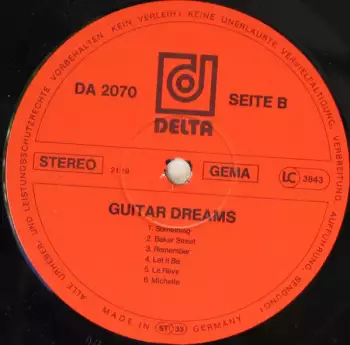 ALLE URHEBER- UND LEISTUNGSSCHUTZRECHTE VORBEHALTEN. KEIN VERLEIH! KEINE UNERLAUBTE VERVIELFÄLTIGUNG, VERMIETUNG, AUFFÜHRUNG, SENDUNG!
DA 2070
SEITE B
DELTA
STEREO
GEMA
LC 3843
GUITAR DREAMS
1. Something
2. Baker Street
3. Remember
4. Let It Be
5. Le Rêve
6. Michelle
MADE IN ST 33 GERMANY